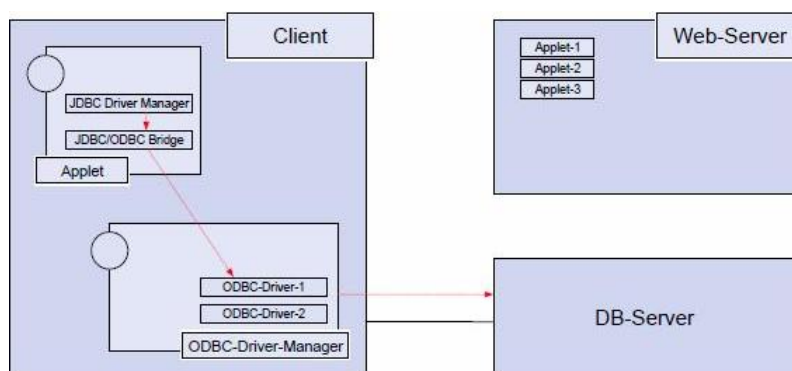 Client
JDBC Driver Manager
JDBC/ODBC Bridge
Applet
ODBC-Driver-1
ODBC-Driver-2
ODBC-Driver-Manager
Web-Server
Applet-1
Applet-2
Applet-3
DB-Server